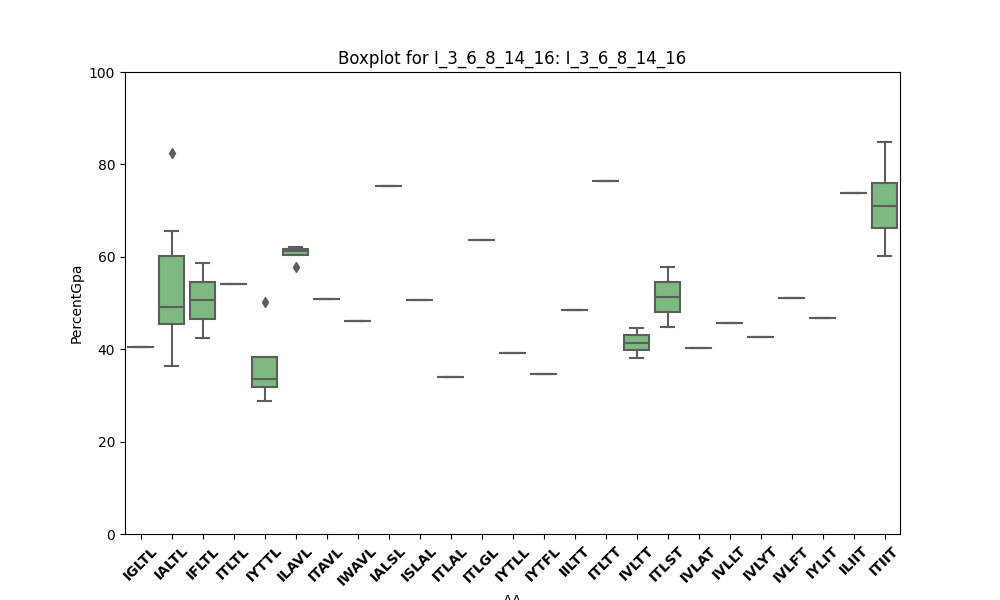 Boxplot for I_3_6_8_14_16: I_3_6_8_14_16
100
80
60
40
20
0
PercentGpa
IGLTL IALTL IFLTL ITLTL IYTTL ILAVL ITAVL IWAVL IALSL ISLAL ITLAL ITLGL IYTLL IYTFL IILTT ITLTT IVLTT ITLST IVLAT IVLLT IVLYT IVLFT IYLIT ILIIT ITIIT
AA